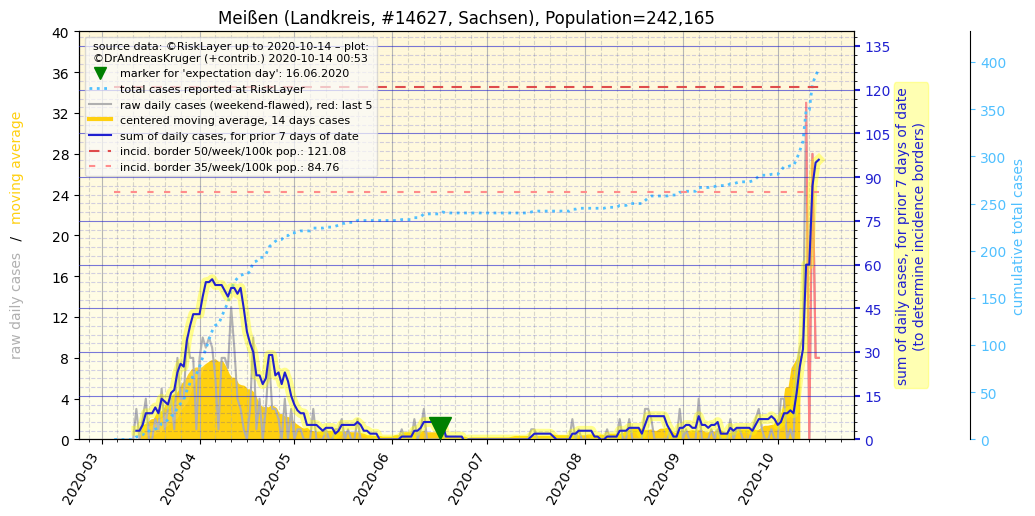 Meißen (Landkreis, #14627, Sachsen), Population=242,165
source data: ©RiskLayer up to 2020-10-14 – plot:
©DrAndreasKruger (+contrib.) 2020-10-14 00:53
marker for 'expectation day': 16.06.2020
total cases reported at RiskLayer
raw daily cases (weekend-flawed), red: last 5
centered moving average, 14 days cases
sum of daily cases, for prior 7 days of date
incid. border 50/week/100k pop.: 121.08
incid. border 35/week/100k pop.: 84.76
raw daily cases / moving average
40
36
32
28
24
20
16
12
8
4
0
2020-03
2020-04
2020-05
2020-06
2020-07
2020-08
2020-09
2020-10
135
120
105
90
75
60
45
30
15
0
sum of daily cases, for prior 7 days of date
(to determine incidence borders)
400
350
300
250
200
150
100
50
0
cumulative total cases